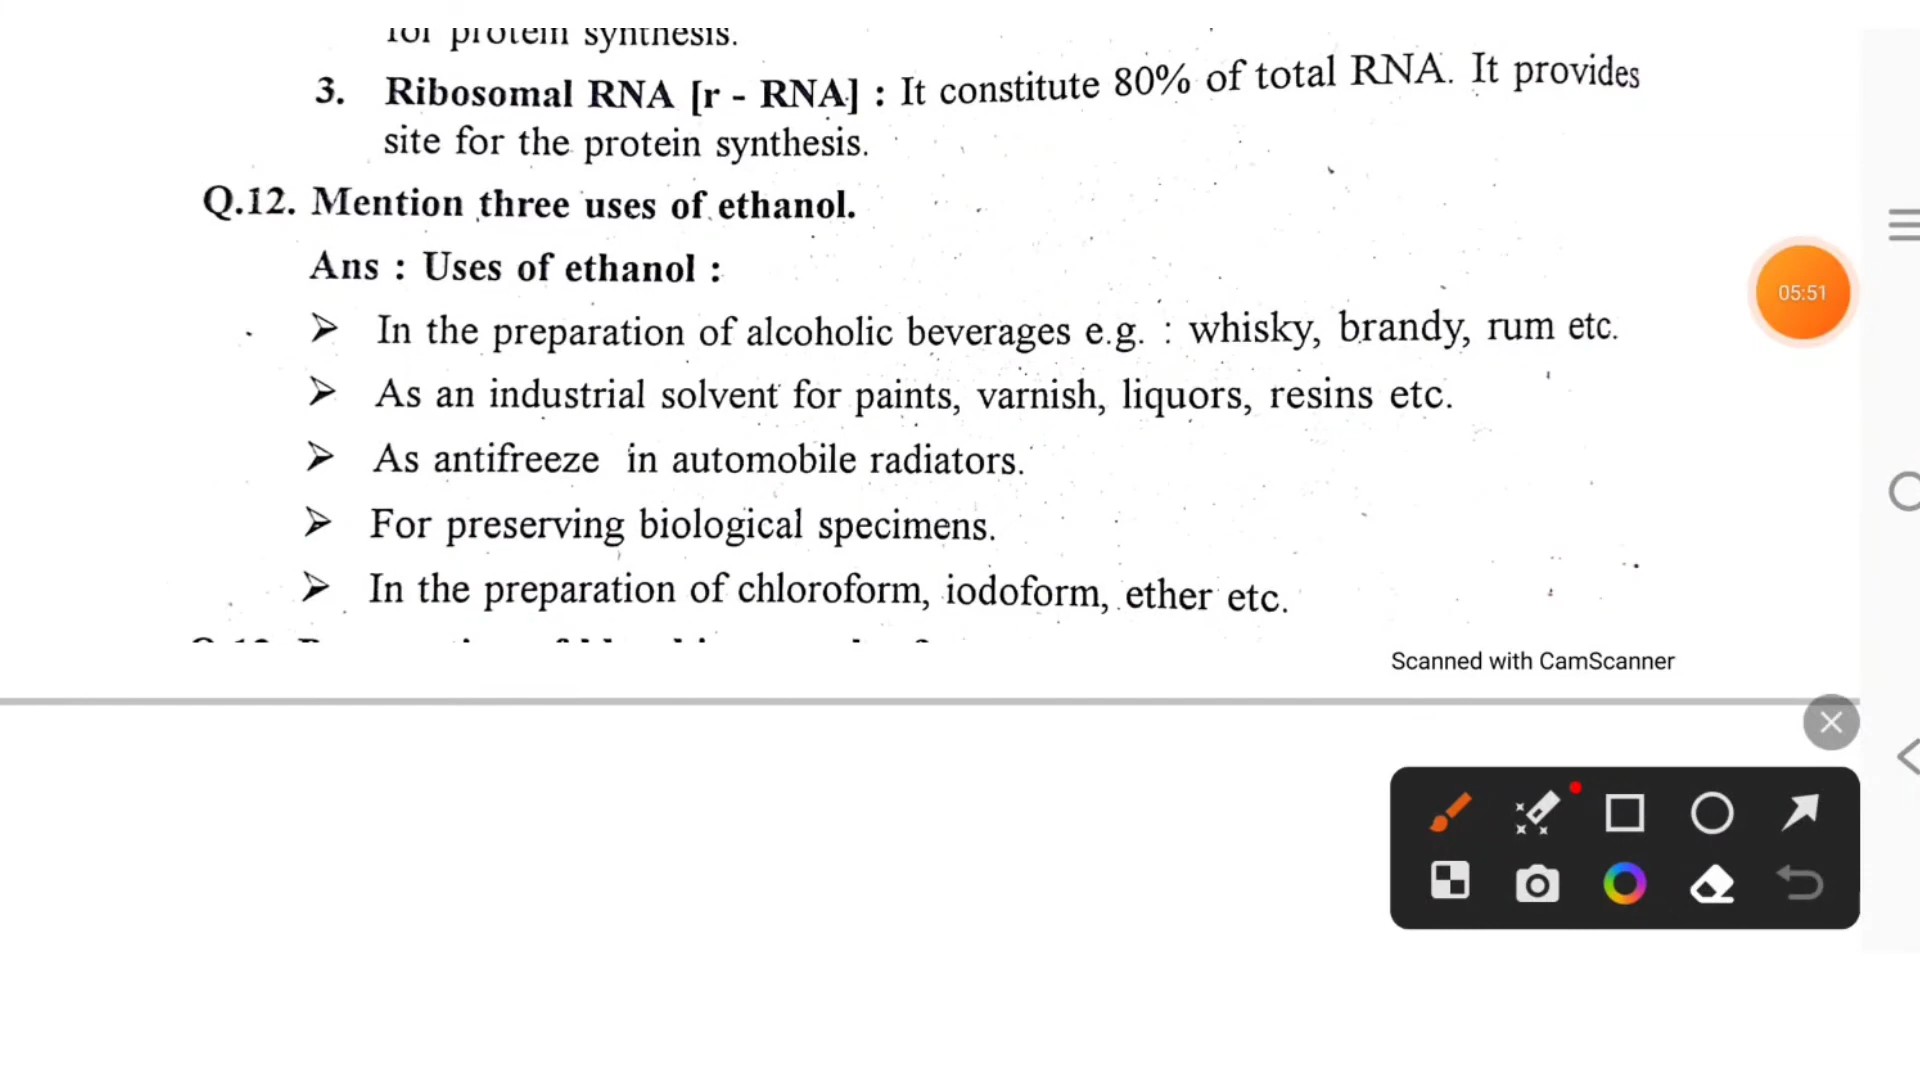 for protein synthesis.
3. Ribosomal RNA [r - RNA] : It constitute 80% of total RNA. It provides
site for the protein synthesis.
Q.12. Mention three uses of ethanol.
Ans : Uses of ethanol :
➢ In the preparation of alcoholic beverages e.g. : whisky, brandy, rum etc.
➢ As an industrial solvent for paints, varnish, liquors, resins etc.
➢ As antifreeze in automobile radiators.
➢ For preserving biological specimens.
➢ In the preparation of chloroform, iodoform, ether etc.
Scanned with CamScanner
05:51